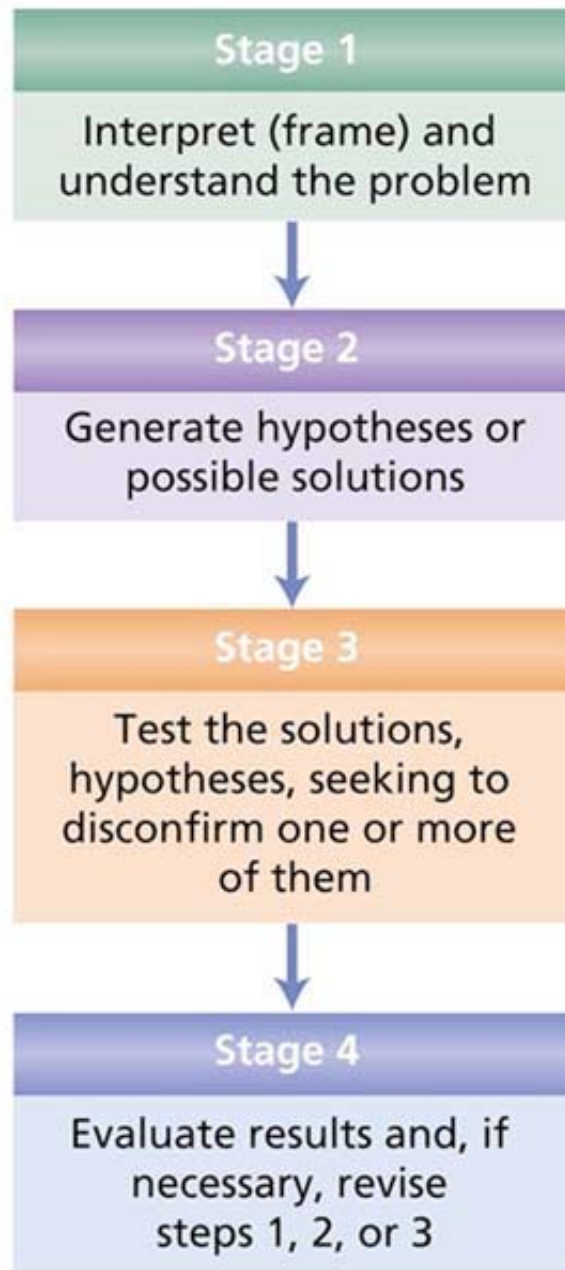 Stage 1
Interpret (frame) and
understand the problem
Stage 2
Generate hypotheses or
possible solutions
Stage 3
Test the solutions,
hypotheses, seeking to
disconfirm one or more
of them
Stage 4
Evaluate results and, if
necessary, revise
steps 1, 2, or 3